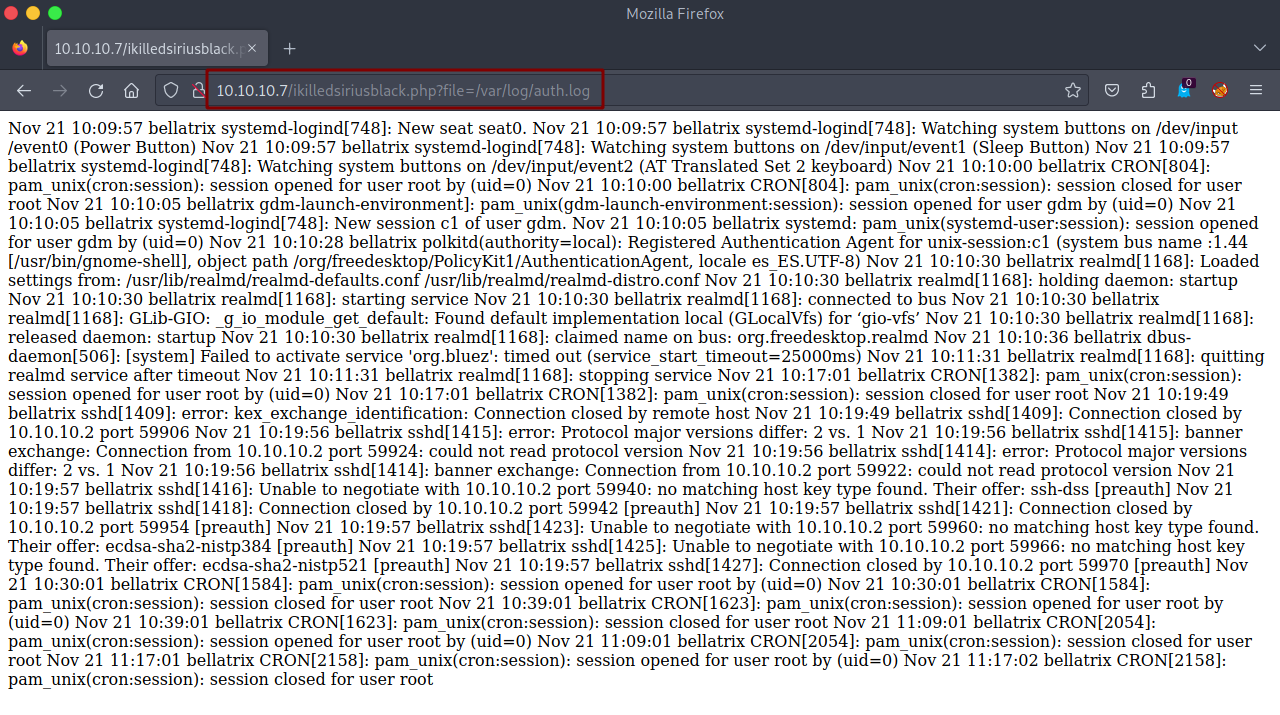 Mozilla Firefox
10.10.10.7/ikilledsiriusblack.p
10.10.10.7/ikilledsiriusblack.php?file=/var/log/auth.log
0
Nov 21 10:09:57 bellatrix systemd-logind[748]: New seat seat0. Nov 21 10:09:57 bellatrix systemd-logind[748]: Watching system buttons on /dev/input
/event0 (Power Button) Nov 21 10:09:57 bellatrix systemd-logind[748]: Watching system buttons on /dev/input/event1 (Sleep Button) Nov 21 10:09:57
bellatrix systemd-logind[748]: Watching system buttons on /dev/input/event2 (AT Translated Set 2 keyboard) Nov 21 10:10:00 bellatrix CRON[804]:
pam_unix(cron:session): session opened for user root by (uid=0) Nov 21 10:10:00 bellatrix CRON[804]: pam_unix(cron:session): session closed for user
root Nov 21 10:10:05 bellatrix gdm-launch-environment]: pam_unix(gdm-launch-environment:session): session opened for user gdm by (uid=0) Nov 21
10:10:05 bellatrix systemd-logind[748]: New session c1 of user gdm. Nov 21 10:10:05 bellatrix systemd: pam_unix(systemd-user:session): session opened
for user gdm by (uid=0) Nov 21 10:10:28 bellatrix polkitd(authority=local): Registered Authentication Agent for unix-session:c1 (system bus name :1.44
[/usr/bin/gnome-shell], object path /org/freedesktop/PolicyKit1/AuthenticationAgent, locale es_ES.UTF-8) Nov 21 10:10:30 bellatrix realmd[1168]: Loaded
settings from: /usr/lib/realmd/realmd-defaults.conf /usr/lib/realmd/realmd-distro.conf Nov 21 10:10:30 bellatrix realmd[1168]: holding daemon: startup
Nov 21 10:10:30 bellatrix realmd[1168]: starting service Nov 21 10:10:30 bellatrix realmd[1168]: connected to bus Nov 21 10:10:30 bellatrix
realmd[1168]: GLib-GIO: _g_io_module_get_default: Found default implementation local (GLocalVfs) for ‘gio-vfs’ Nov 21 10:10:30 bellatrix realmd[1168]:
released daemon: startup Nov 21 10:10:30 bellatrix realmd[1168]: claimed name on bus: org.freedesktop.realmd Nov 21 10:10:36 bellatrix dbus-
daemon[506]: [system] Failed to activate service 'org.bluez': timed out (service_start_timeout=25000ms) Nov 21 10:11:31 bellatrix realmd[1168]: quitting
realmd service after timeout Nov 21 10:11:31 bellatrix realmd[1168]: stopping service Nov 21 10:17:01 bellatrix CRON[1382]: pam_unix(cron:session):
session opened for user root by (uid=0) Nov 21 10:17:01 bellatrix CRON[1382]: pam_unix(cron:session): session closed for user root Nov 21 10:19:49
bellatrix sshd[1409]: error: kex_exchange_identification: Connection closed by remote host Nov 21 10:19:49 bellatrix sshd[1409]: Connection closed by
10.10.10.2 port 59906 Nov 21 10:19:56 bellatrix sshd[1415]: error: Protocol major versions differ: 2 vs. 1 Nov 21 10:19:56 bellatrix sshd[1415]: banner
exchange: Connection from 10.10.10.2 port 59924: could not read protocol version Nov 21 10:19:56 bellatrix sshd[1414]: error: Protocol major versions
differ: 2 vs. 1 Nov 21 10:19:56 bellatrix sshd[1414]: banner exchange: Connection from 10.10.10.2 port 59922: could not read protocol version Nov 21
10:19:57 bellatrix sshd[1416]: Unable to negotiate with 10.10.10.2 port 59940: no matching host key type found. Their offer: ssh-dss [preauth] Nov 21
10:19:57 bellatrix sshd[1418]: Connection closed by 10.10.10.2 port 59942 [preauth] Nov 21 10:19:57 bellatrix sshd[1421]: Connection closed by
10.10.10.2 port 59954 [preauth] Nov 21 10:19:57 bellatrix sshd[1423]: Unable to negotiate with 10.10.10.2 port 59960: no matching host key type found.
Their offer: ecdsa-sha2-nistp384 [preauth] Nov 21 10:19:57 bellatrix sshd[1425]: Unable to negotiate with 10.10.10.2 port 59966: no matching host key
type found. Their offer: ecdsa-sha2-nistp521 [preauth] Nov 21 10:19:57 bellatrix sshd[1427]: Connection closed by 10.10.10.2 port 59970 [preauth] Nov
21 10:30:01 bellatrix CRON[1584]: pam_unix(cron:session): session opened for user root by (uid=0) Nov 21 10:30:01 bellatrix CRON[1584]:
pam_unix(cron:session): session closed for user root Nov 21 10:39:01 bellatrix CRON[1623]: pam_unix(cron:session): session opened for user root by
(uid=0) Nov 21 10:39:01 bellatrix CRON[1623]: pam_unix(cron:session): session closed for user root Nov 21 11:09:01 bellatrix CRON[2054]:
pam_unix(cron:session): session opened for user root by (uid=0) Nov 21 11:09:01 bellatrix CRON[2054]: pam_unix(cron:session): session closed for user
root Nov 21 11:17:01 bellatrix CRON[2158]: pam_unix(cron:session): session opened for user root by (uid=0) Nov 21 11:17:02 bellatrix CRON[2158]:
pam_unix(cron:session): session closed for user root